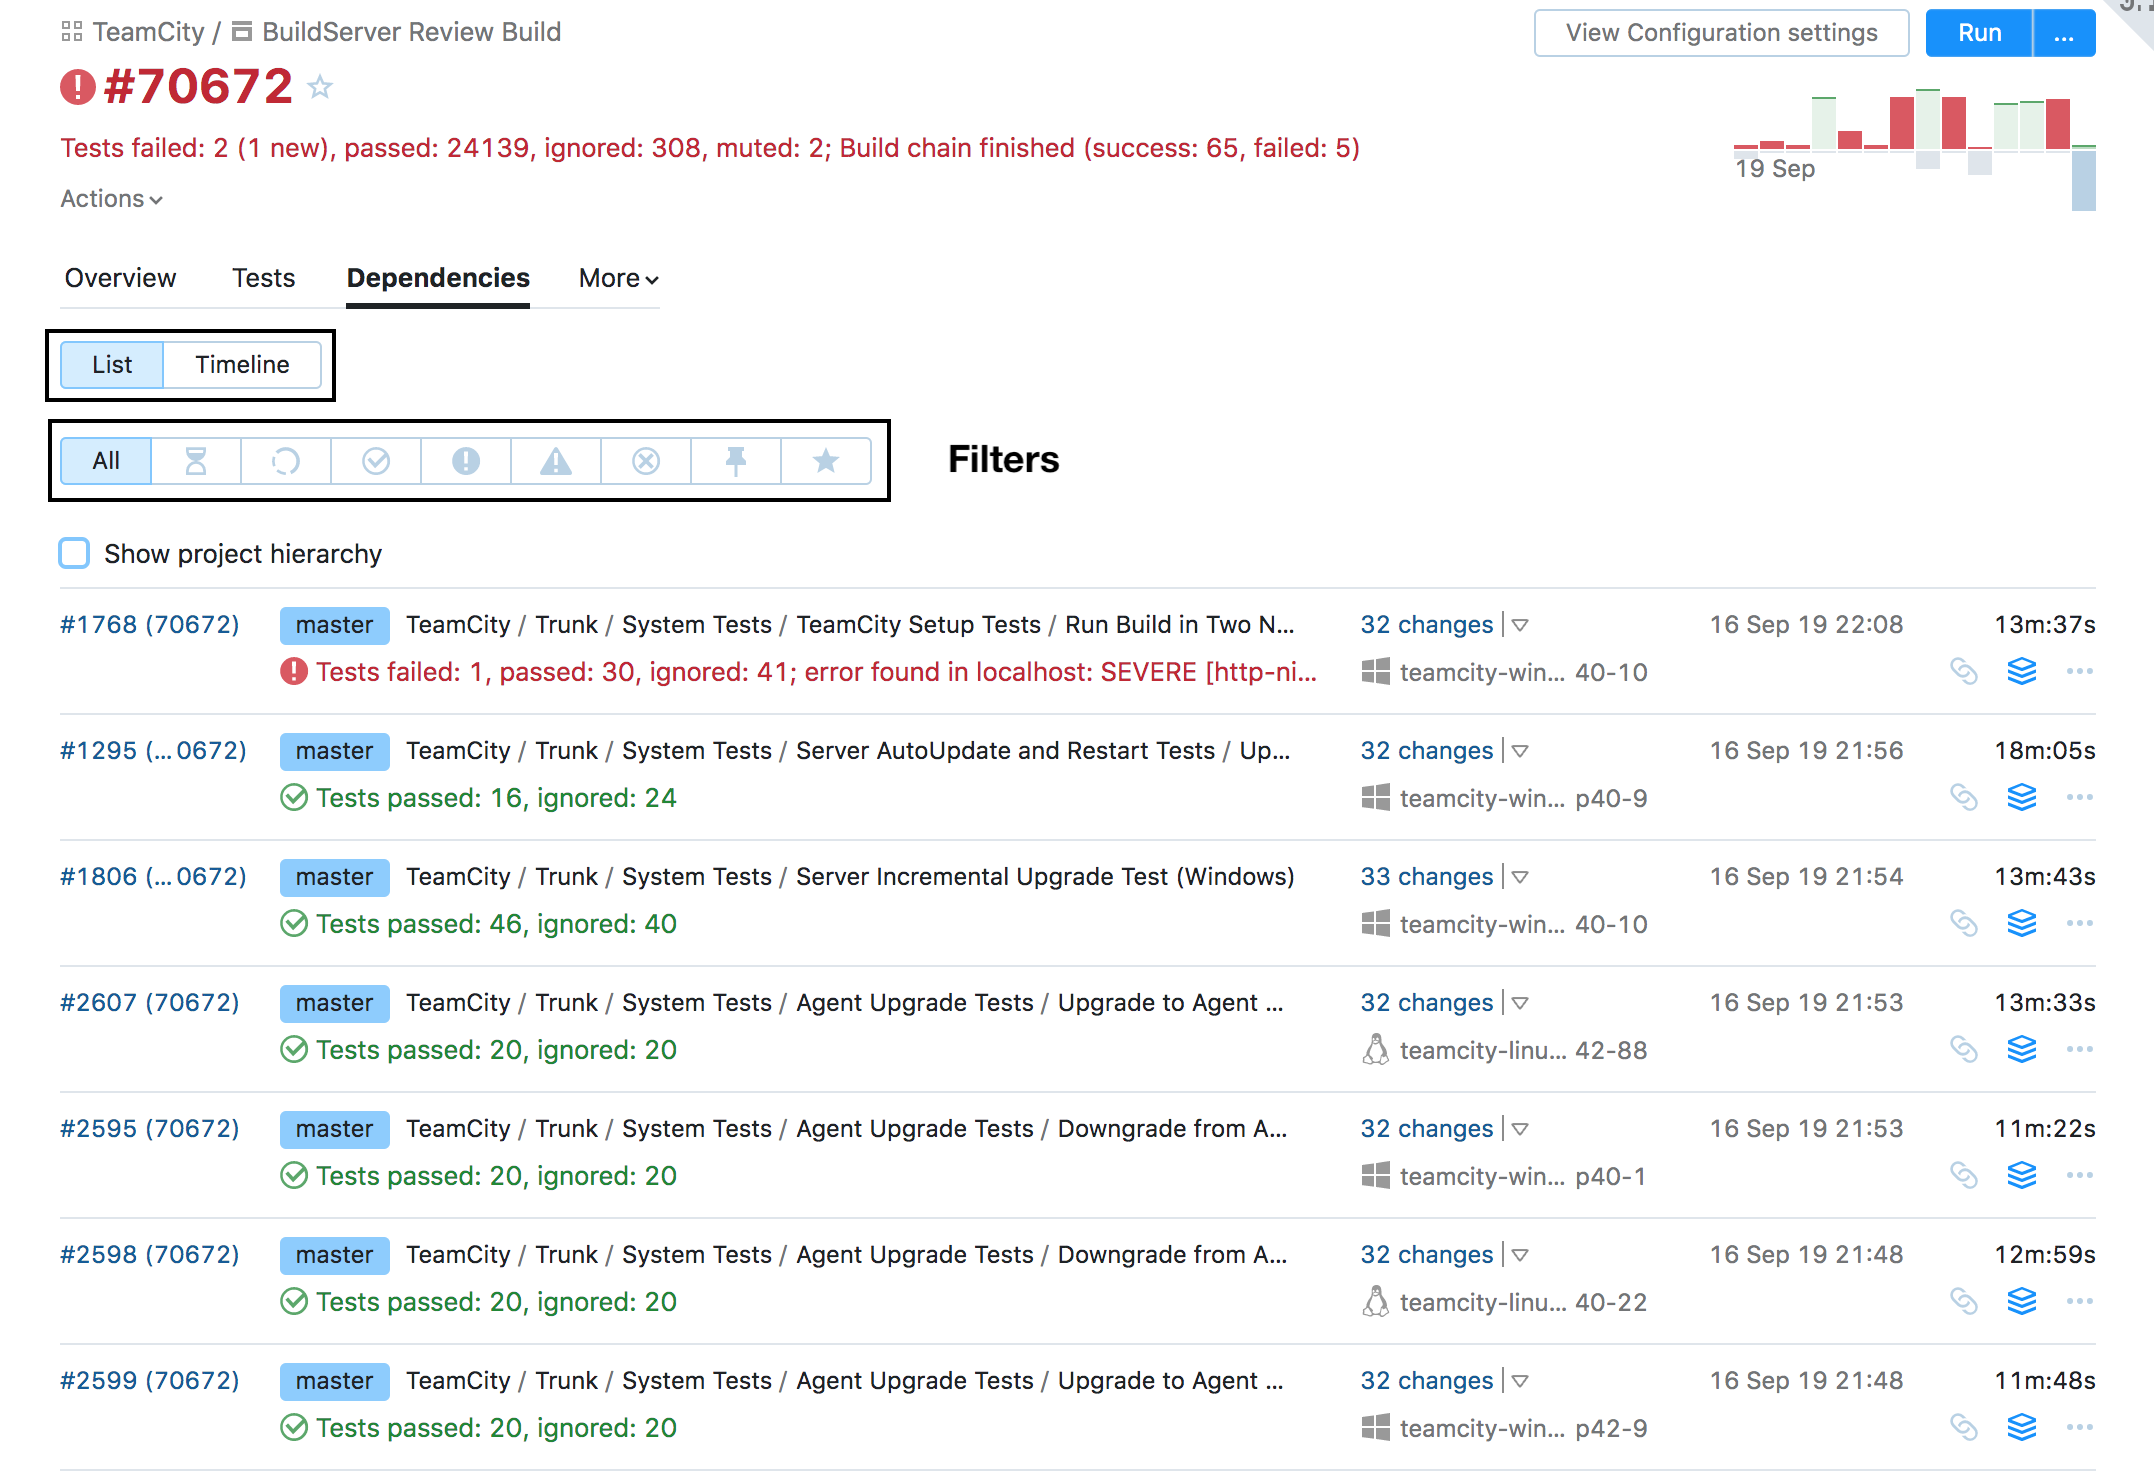 TeamCity / BuildServer Review Build
View Configuration settings
Run
...
#70672
Tests failed: 2 (1 new), passed: 24139, ignored: 308, muted: 2; Build chain finished (success: 65, failed: 5)
19 Sep
Actions
Overview Tests Dependencies More
List Timeline
All
Filters
Show project hierarchy
#1768 (70672) master TeamCity / Trunk / System Tests / TeamCity Setup Tests / Run Build in Two N... 32 changes 16 Sep 19 22:08 13m:37s
Tests failed: 1, passed: 30, ignored: 41; error found in localhost: SEVERE [http-ni... teamcity-win... 40-10
#1295 (...0672) master TeamCity / Trunk / System Tests / Server AutoUpdate and Restart Tests / Up... 32 changes 16 Sep 19 21:56 18m:05s
Tests passed: 16, ignored: 24 teamcity-win... p40-9
#1806 (...0672) master TeamCity / Trunk / System Tests / Server Incremental Upgrade Test (Windows) 33 changes 16 Sep 19 21:54 13m:43s
Tests passed: 46, ignored: 40 teamcity-win... 40-10
#2607 (70672) master TeamCity / Trunk / System Tests / Agent Upgrade Tests / Upgrade to Agent ... 32 changes 16 Sep 19 21:53 13m:33s
Tests passed: 20, ignored: 20 teamcity-linu... 42-88
#2595 (70672) master TeamCity / Trunk / System Tests / Agent Upgrade Tests / Downgrade from A... 32 changes 16 Sep 19 21:53 11m:22s
Tests passed: 20, ignored: 20 teamcity-win... p40-1
#2598 (70672) master TeamCity / Trunk / System Tests / Agent Upgrade Tests / Downgrade from A... 32 changes 16 Sep 19 21:48 12m:59s
Tests passed: 20, ignored: 20 teamcity-linu... 40-22
#2599 (70672) master TeamCity / Trunk / System Tests / Agent Upgrade Tests / Upgrade to Agent ... 32 changes 16 Sep 19 21:48 11m:48s
Tests passed: 20, ignored: 20 teamcity-win... p42-9